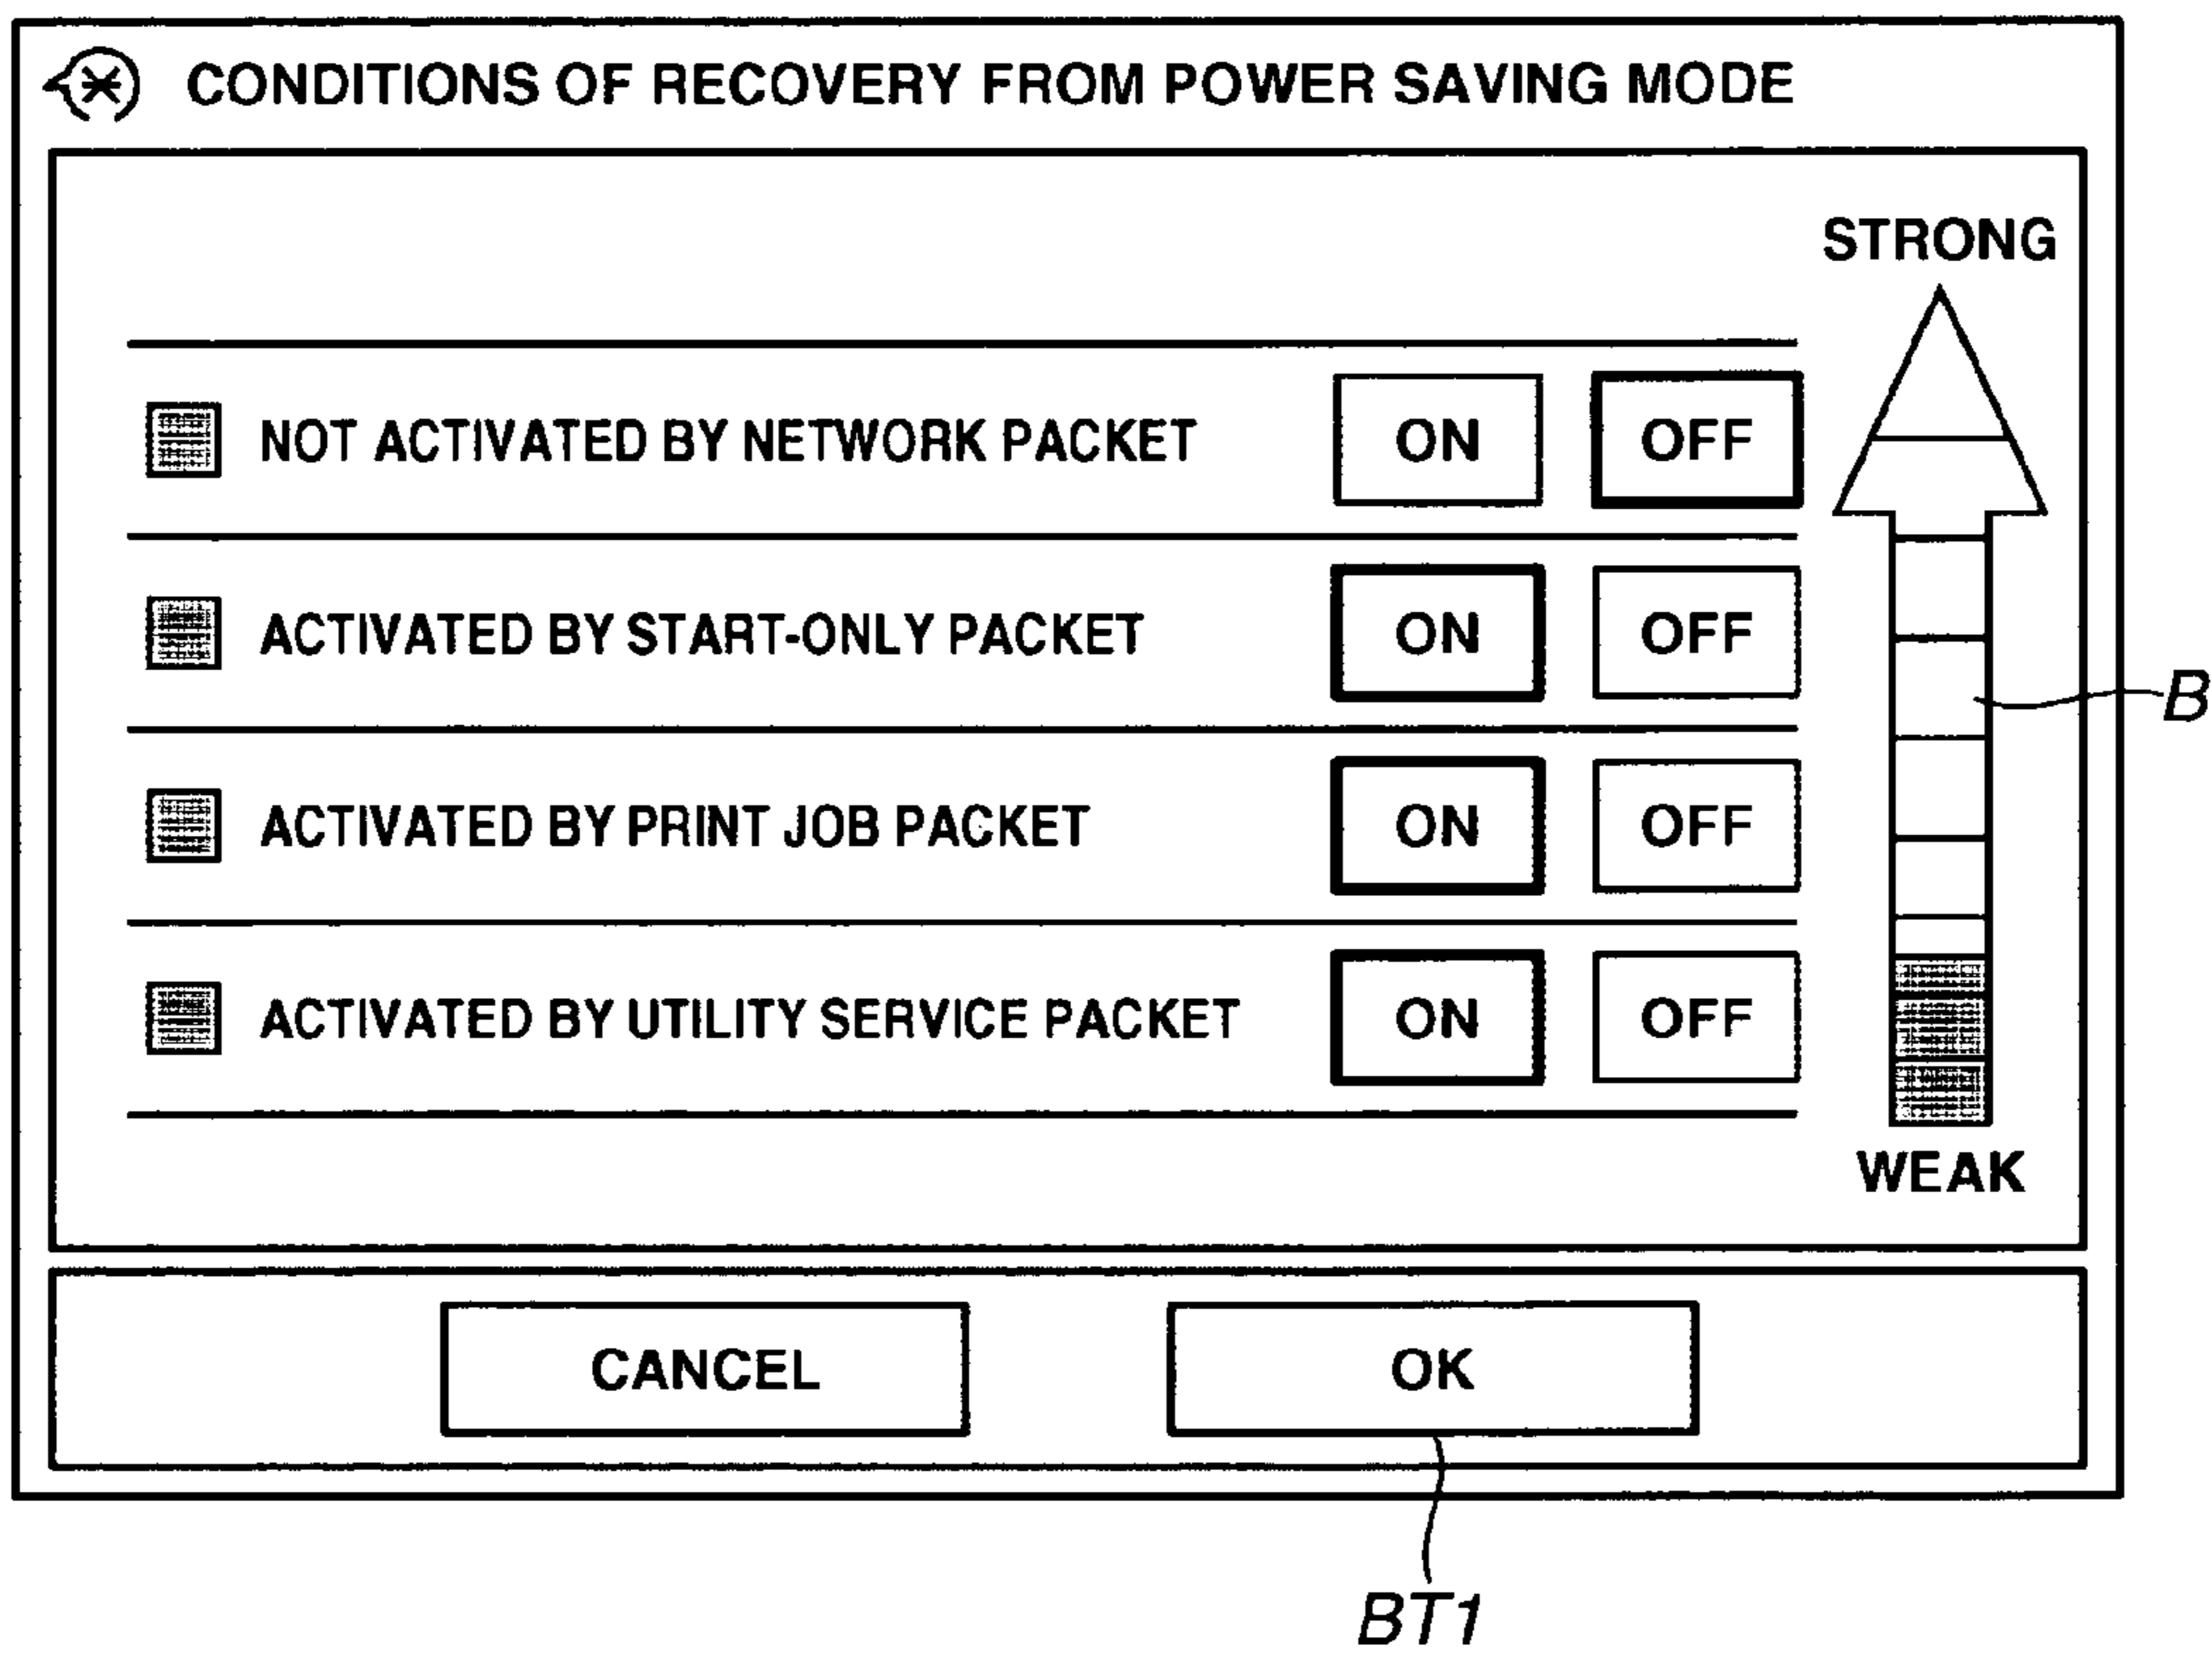 CONDITIONS OF RECOVERY FROM POWER SAVING MODE
STRONG
NOT ACTIVATED BY NETWORK PACKET ON OFF
ACTIVATED BY START-ONLY PACKET ON OFF
B
ACTIVATED BY PRINT JOB PACKET ON OFF
ACTIVATED BY UTILITY SERVICE PACKET ON OFF
WEAK
CANCEL OK
BT1